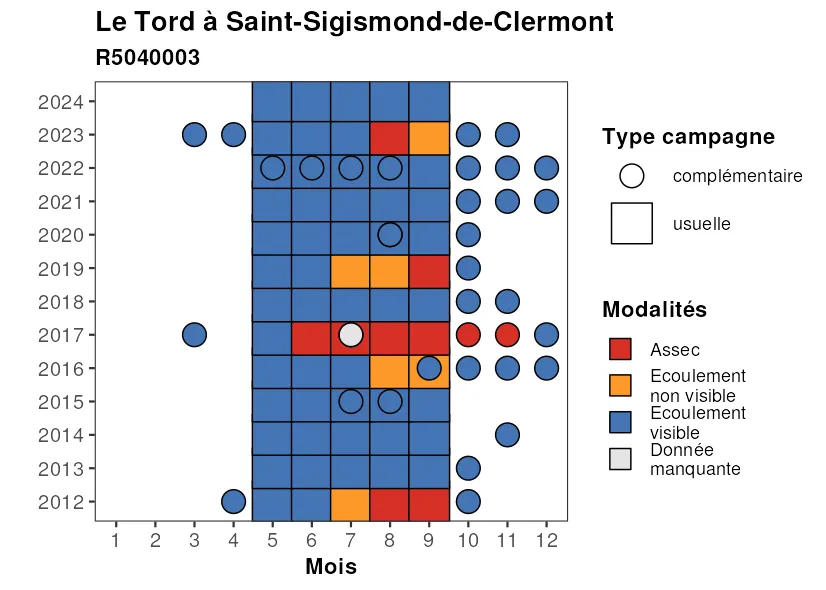 Le Tord à Saint-Sigismond-de-Clermont
R5040003
2024
2023
2022
2021
2020
2019
2018
2017
2016
2015
2014
2013
2012
1 2 3 4 5 6 7 8 9 10 11 12
Mois
Type campagne
complémentaire
usuelle
Modalités
Assec
Ecoulement
non visible
Ecoulement
visible
Donnée
manquante